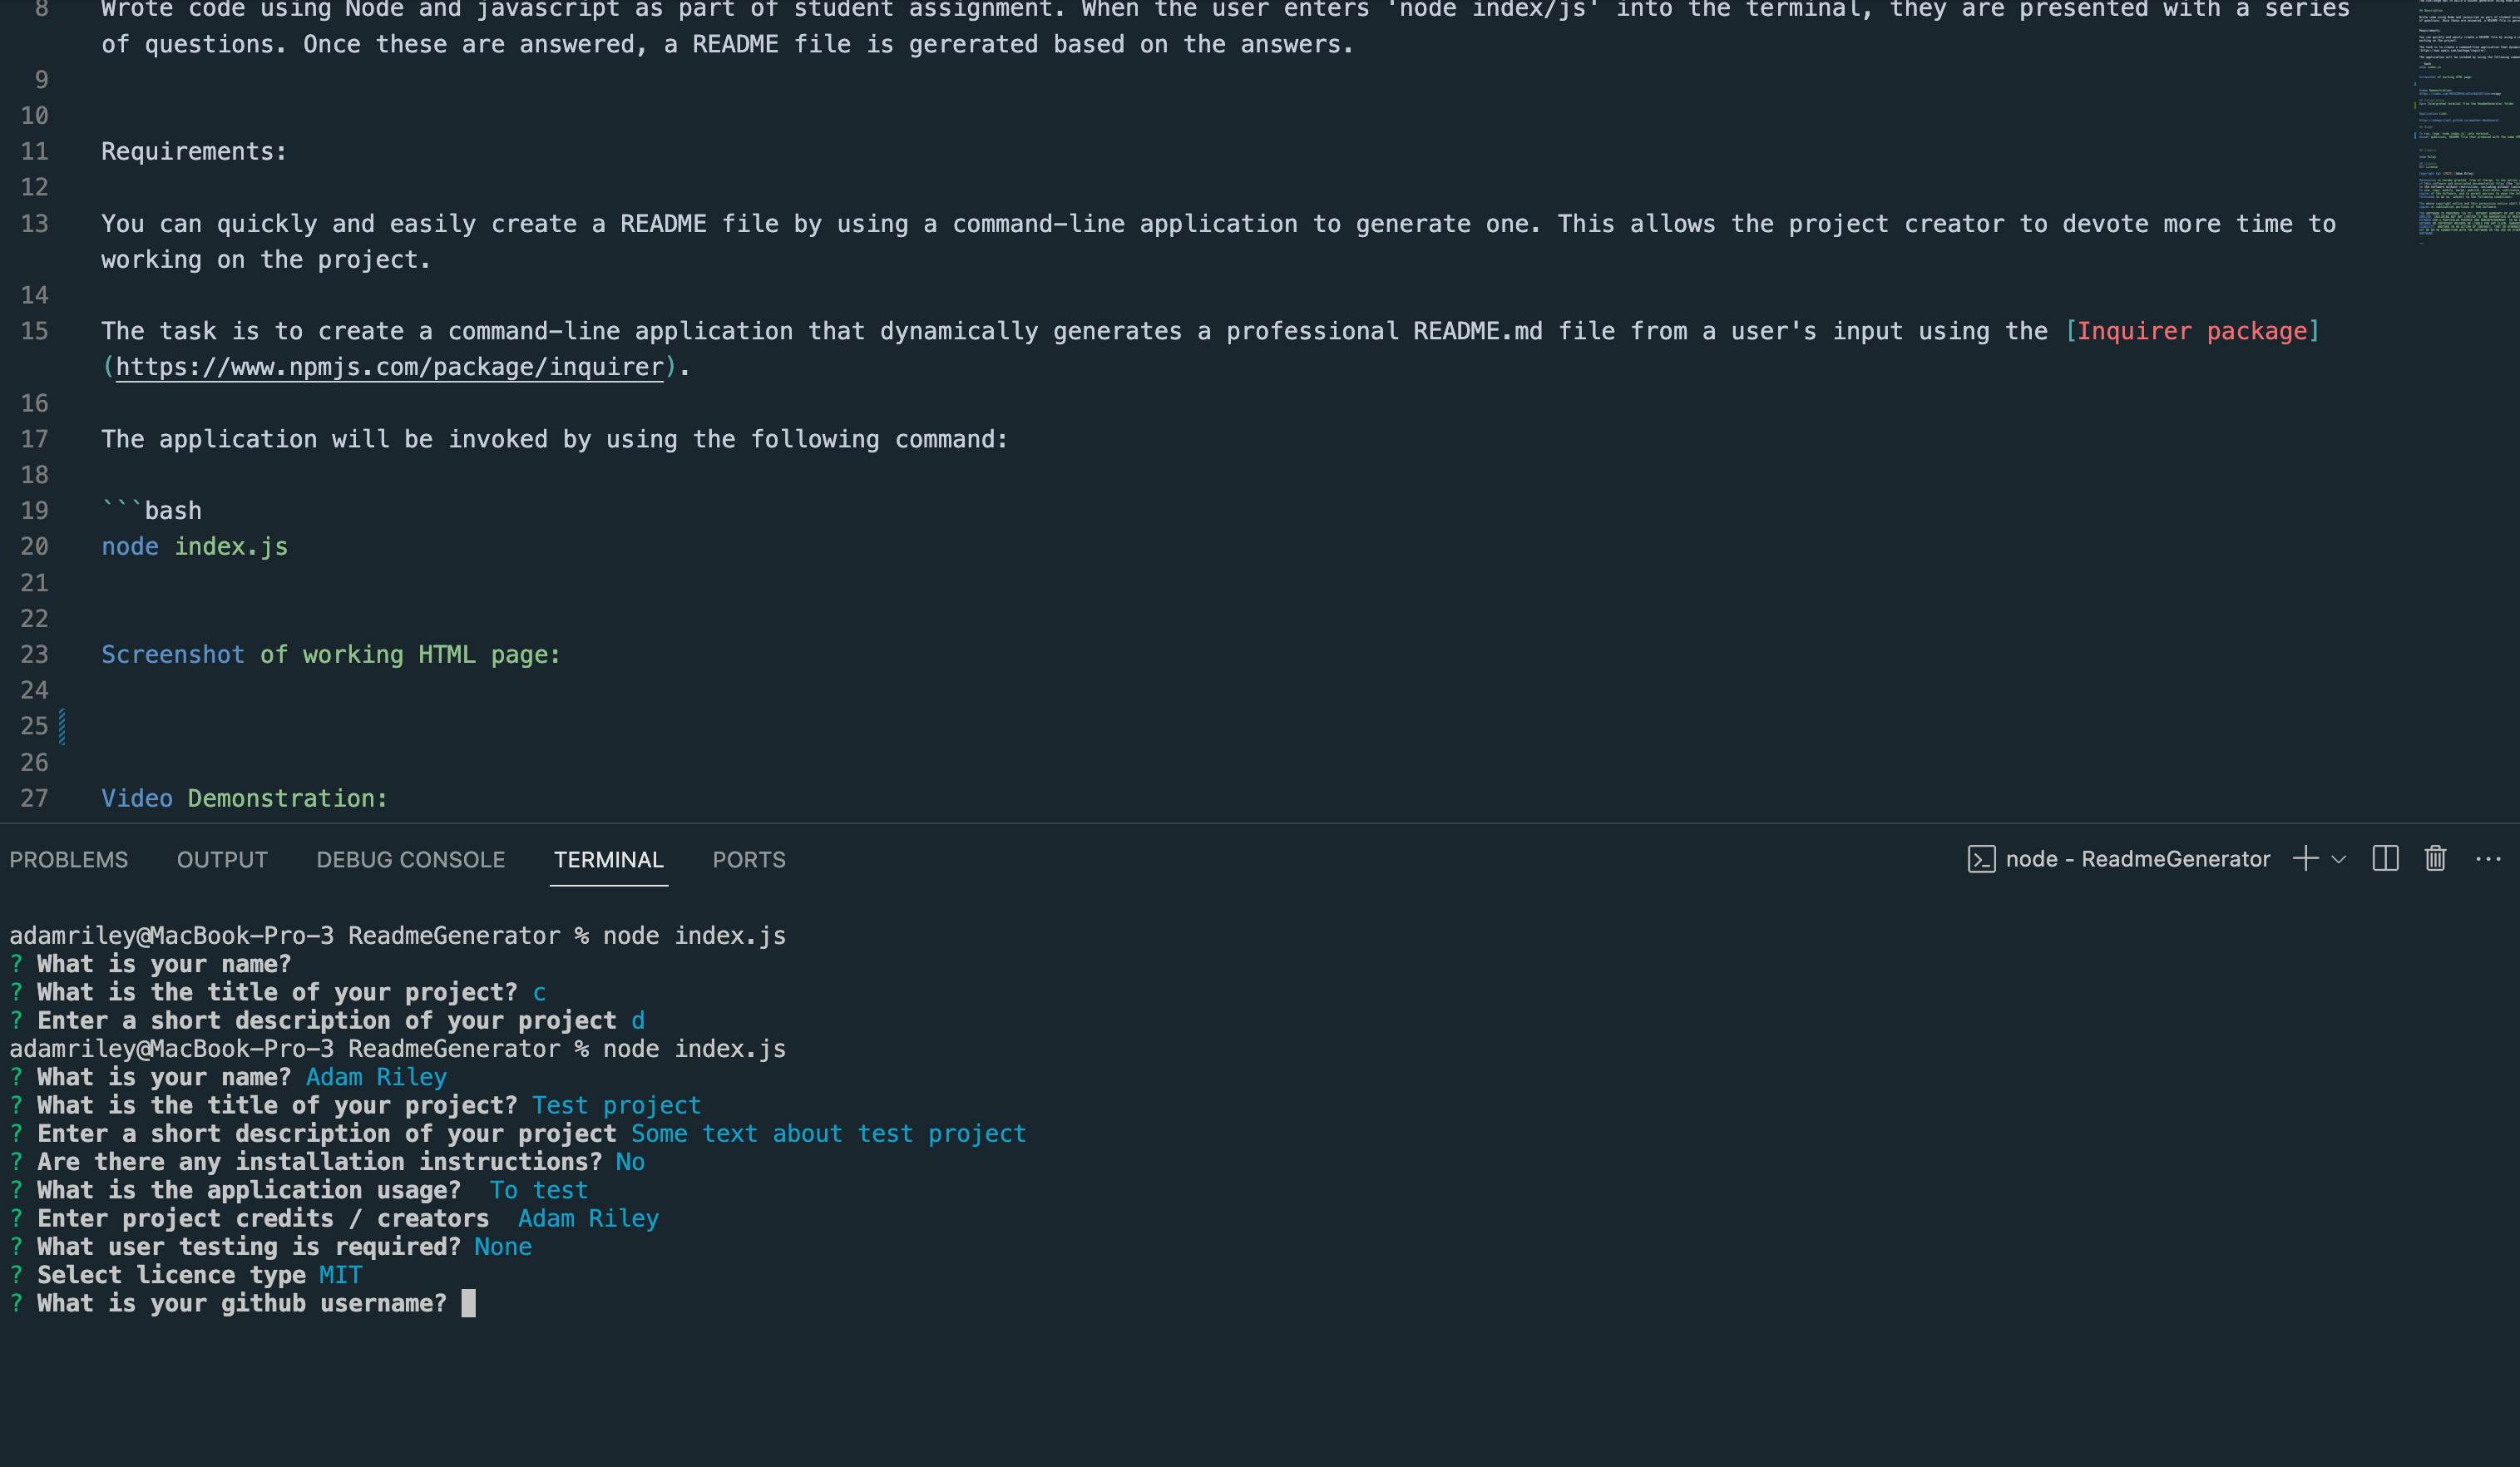 8 Wrote code using Node and javascript as part of student assignment. When the user enters 'node index/js' into the terminal, they are presented with a series
of questions. Once these are answered, a README file is gererated based on the answers.
9
10
11 Requirements:
12
13 You can quickly and easily create a README file by using a command-line application to generate one. This allows the project creator to devote more time to
working on the project.
14
15 The task is to create a command-line application that dynamically generates a professional README.md file from a user's input using the [Inquirer package]
(https://www.npmjs.com/package/inquirer).
16
17 The application will be invoked by using the following command:
18
19 ```bash
20 node index.js
21
22
23 Screenshot of working HTML page:
24
25
26
27 Video Demonstration:
PROBLEMS OUTPUT DEBUG CONSOLE TERMINAL PORTS node - ReadmeGenerator
adamriley@MacBook-Pro-3 ReadmeGenerator % node index.js
? What is your name?
? What is the title of your project? c
? Enter a short description of your project d
adamriley@MacBook-Pro-3 ReadmeGenerator % node index.js
? What is your name? Adam Riley
? What is the title of your project? Test project
? Enter a short description of your project Some text about test project
? Are there any installation instructions? No
? What is the application usage?  To test
? Enter project credits / creators  Adam Riley
? What user testing is required? None
? Select licence type MIT
? What is your github username?